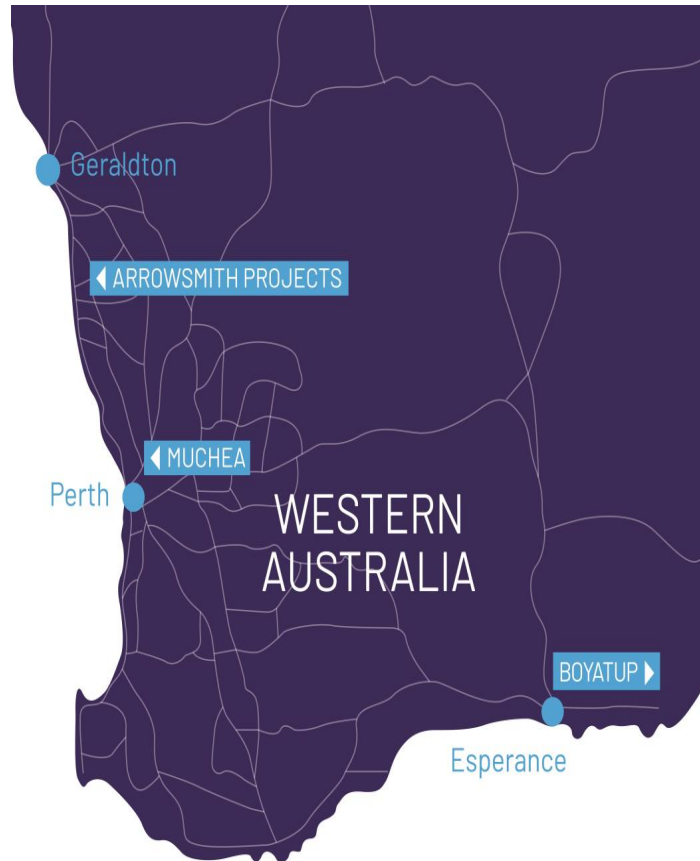 Geraldton
ARROWSMITH PROJECTS
MUCHEA
Perth
WESTERN
AUSTRALIA
BOYATUP
Esperance